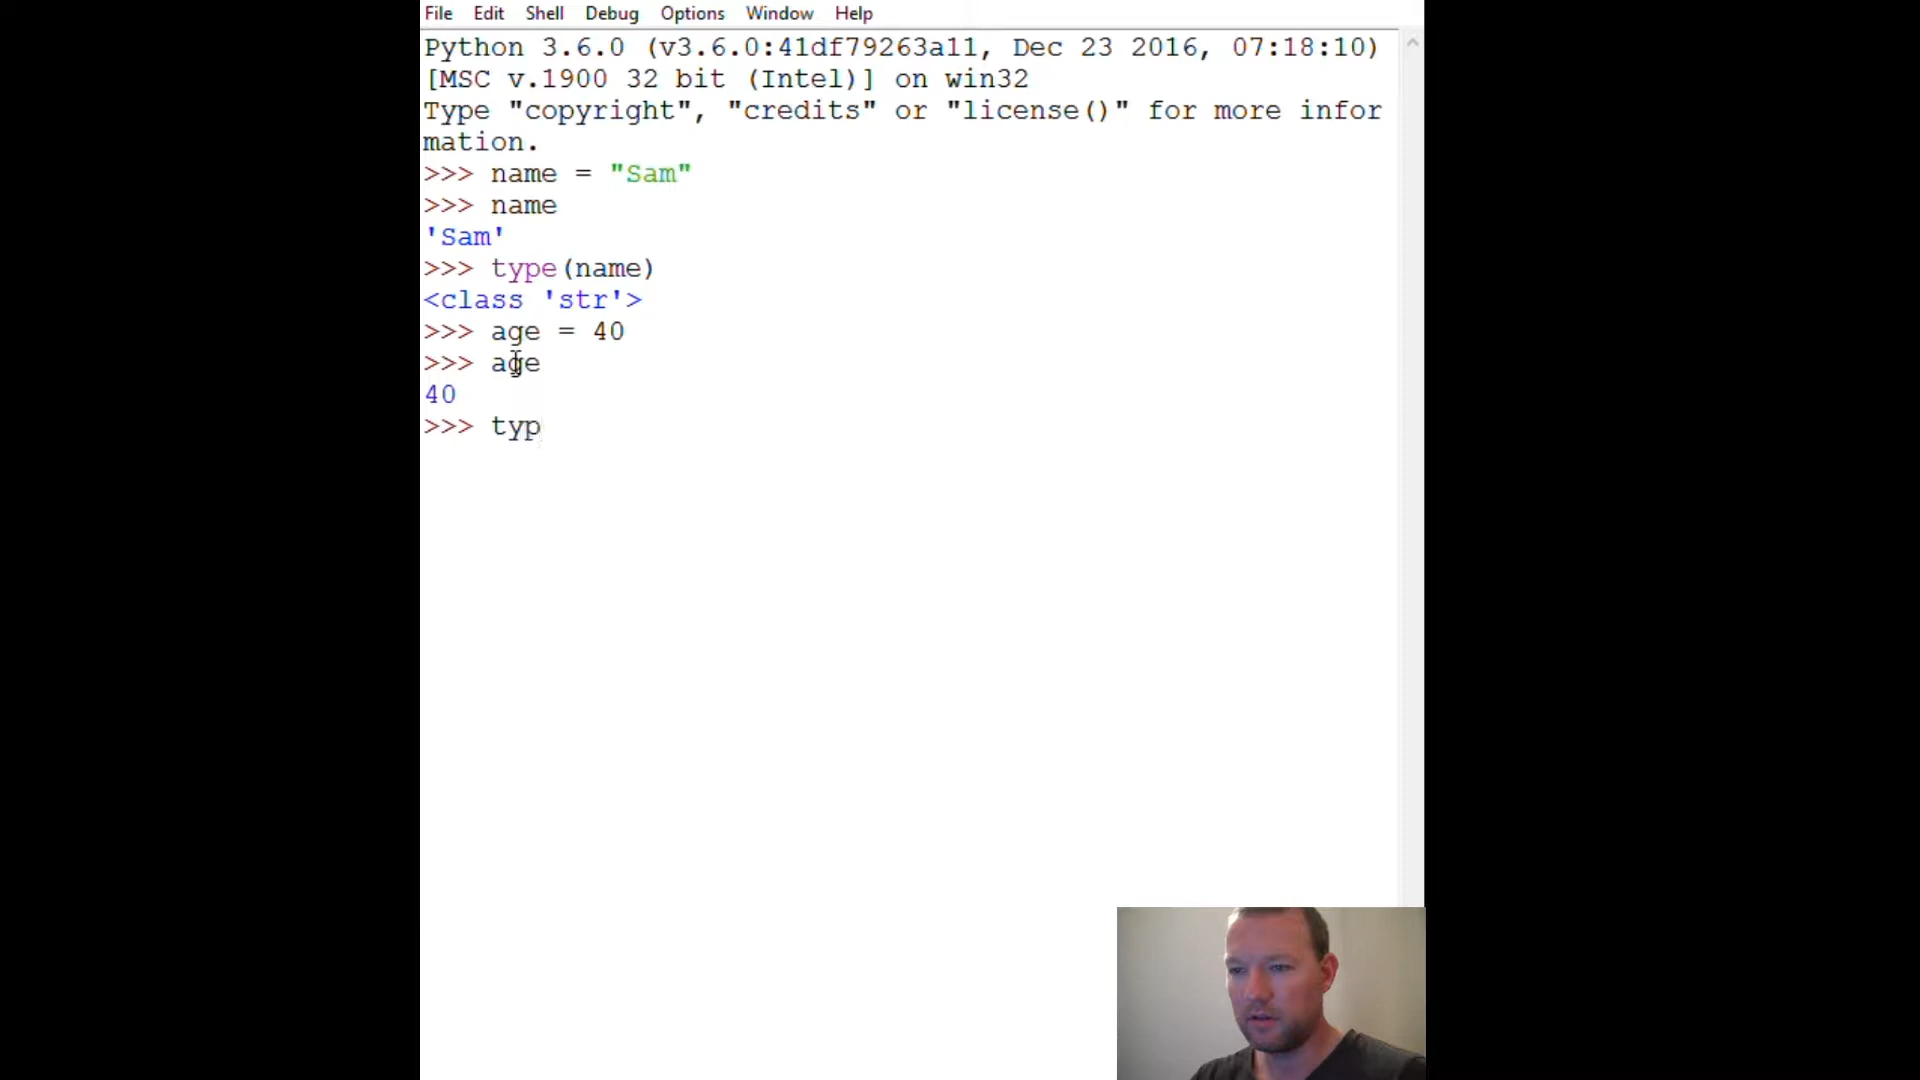 File Edit Shell Debug Options Window Help
Python 3.6.0 (v3.6.0:41df79263a11, Dec 23 2016, 07:18:10)
[MSC v.1900 32 bit (Intel)] on win32
Type "copyright", "credits" or "license()" for more infor
mation.
>>> name = "Sam"
>>> name
'Sam'
>>> type(name)
<class 'str'>
>>> age = 40
>>> age
40
>>> typ